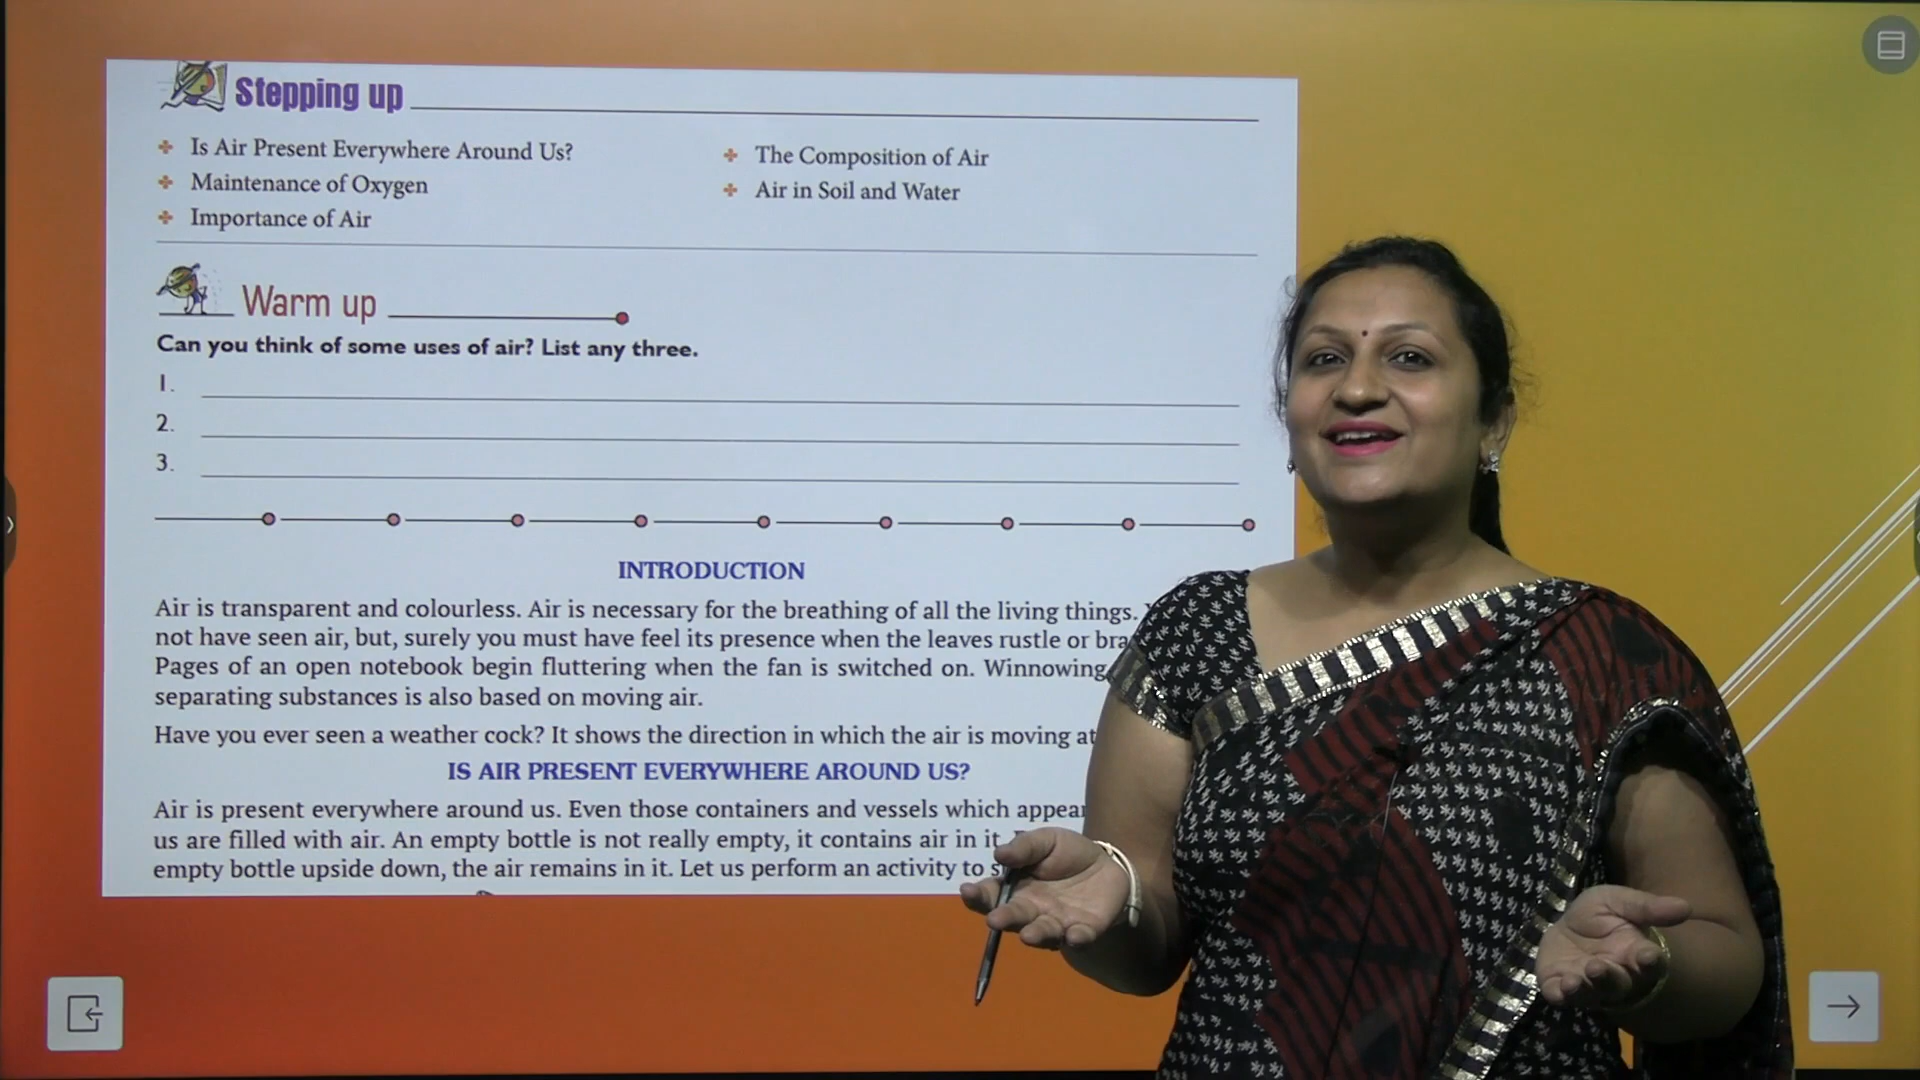 Stepping up
Is Air Present Everywhere Around Us?
The Composition of Air
Maintenance of Oxygen
Air in Soil and Water
Importance of Air
Warm up
Can you think of some uses of air? List any three.
1.
2.
3.
INTRODUCTION
Air is transparent and colourless. Air is necessary for the breathing of all the living things.
not have seen air, but, surely you must have feel its presence when the leaves rustle or
Pages of an open notebook begin fluttering when the fan is switched on. Winnowing
separating substances is also based on moving air.
Have you ever seen a weather cock? It shows the direction in which the air is moving at
IS AIR PRESENT EVERYWHERE AROUND US?
Air is present everywhere around us. Even those containers and vessels which appear
us are filled with air. An empty bottle is not really empty, it contains air in it.
empty bottle upside down, the air remains in it. Let us perform an activity to